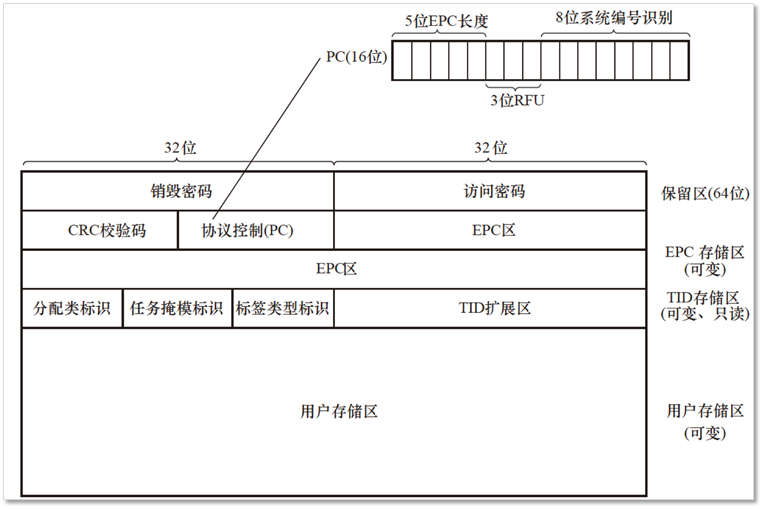 5位EPC长度
8位系统编号识别
PC(16位)
3位RFU
32位
32位
销毁密码
访问密码
保留区(64位)
CRC校验码
协议控制(PC)
EPC区
EPC区
EPC 存储区
(可变)
分配类标识
任务掩模标识
标签类型标识
TID扩展区
TID存储区
(可变、只读)
用户存储区
用户存储区
(可变)